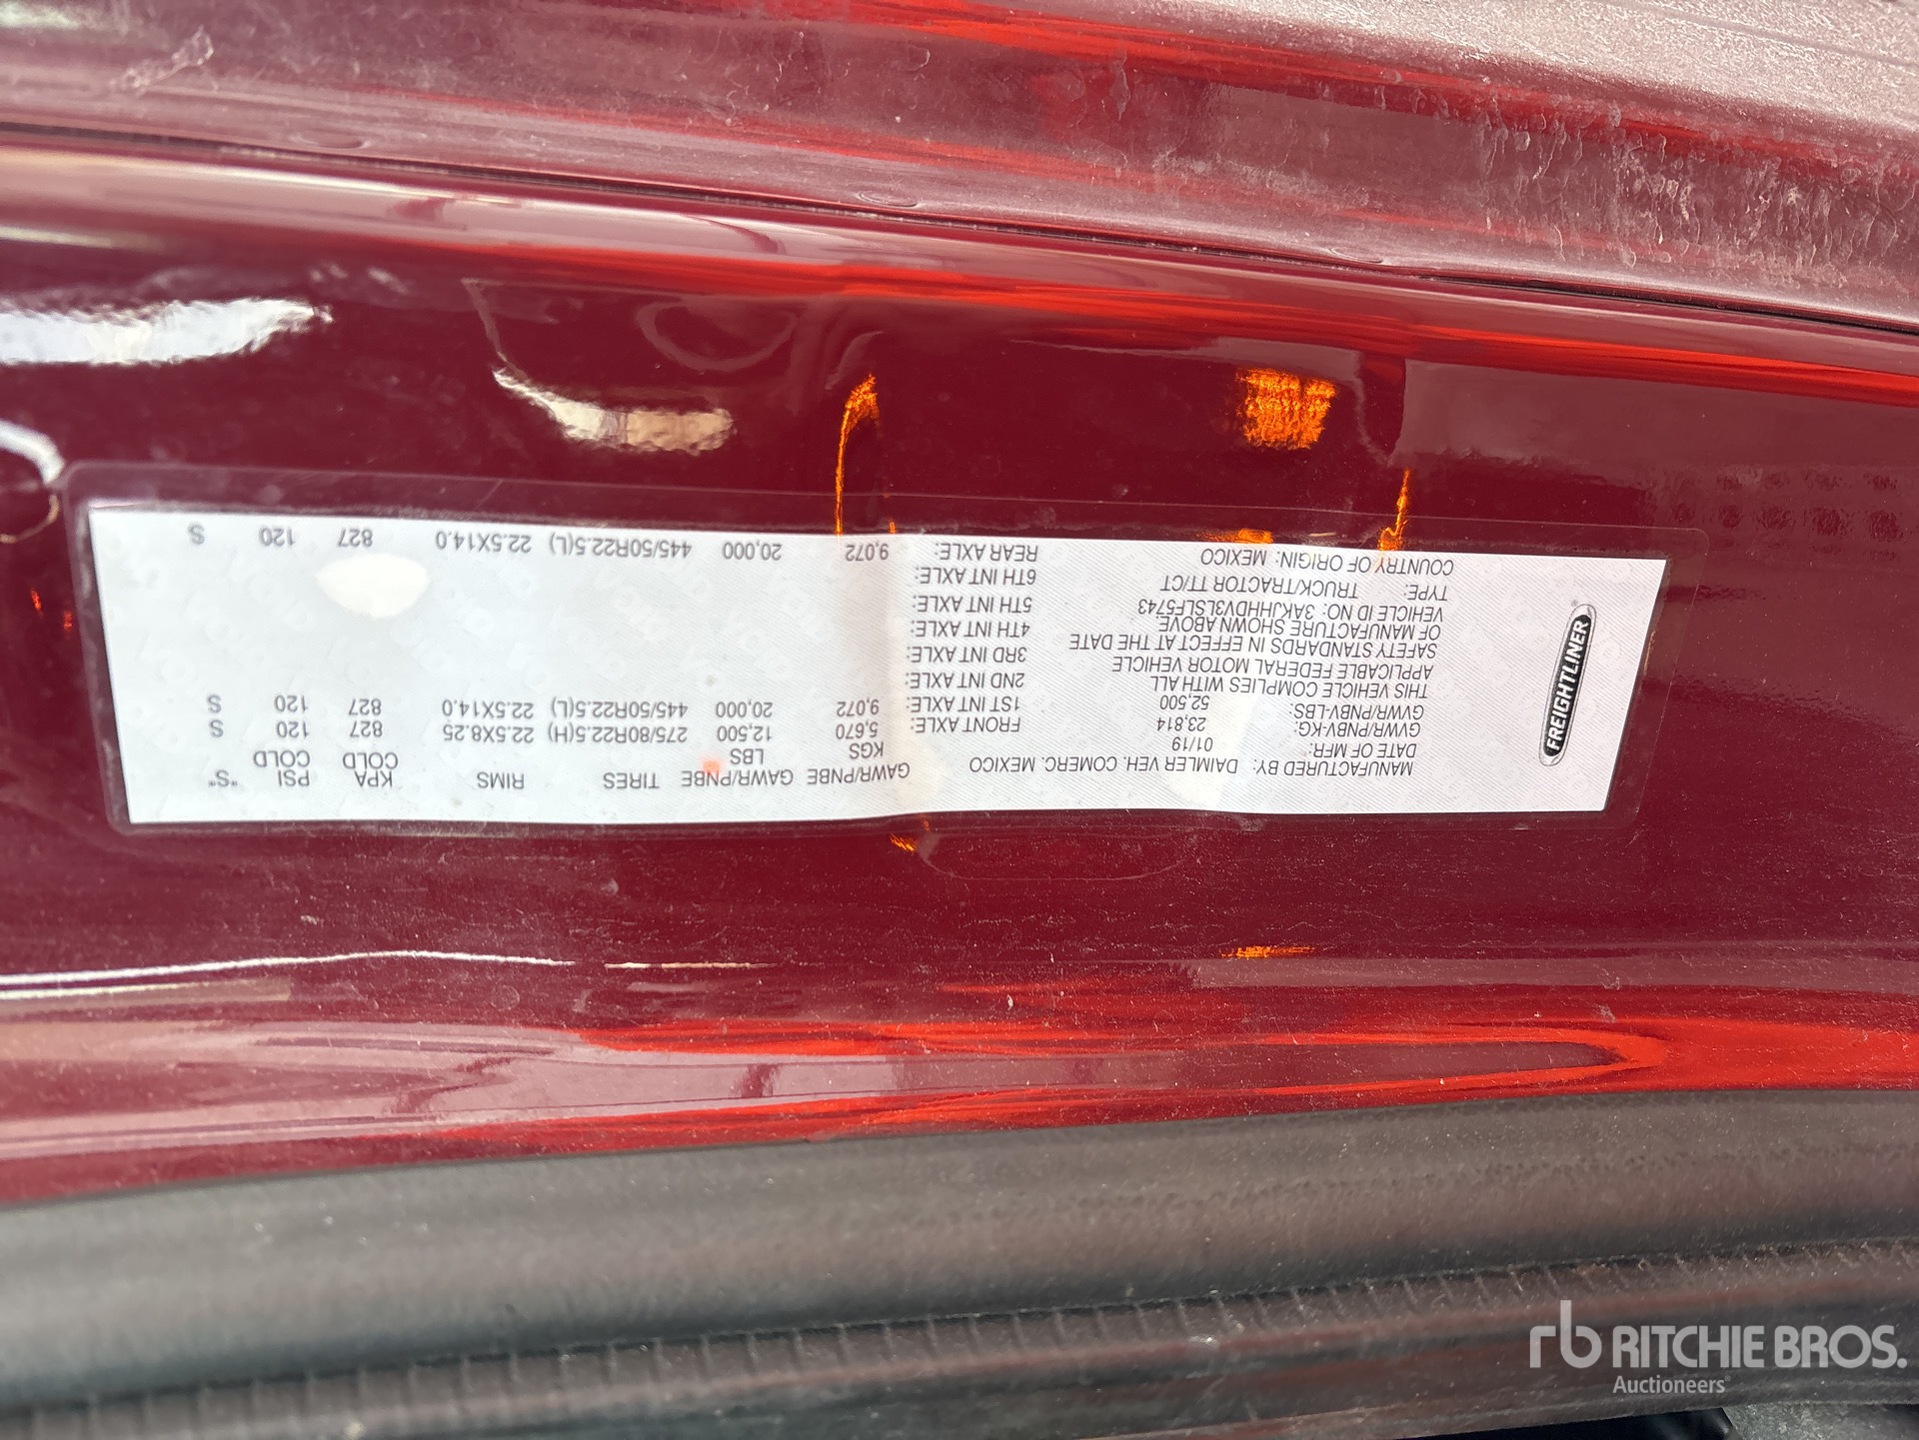 FREIGHTLINER
MANUFACTURED BY: DAIMLER VEH. COMERC. MEXICO
DATE OF MFR: 01/19
GVWR/PNBV-KG: 23,814
GVWR/PNBV-LBS: 52,500
THIS VEHICLE COMPLIES WITH ALL
APPLICABLE FEDERAL MOTOR VEHICLE
SAFETY STANDARDS IN EFFECT AT THE DATE
OF MANUFACTURE SHOWN ABOVE.
VEHICLE ID NO: 3AKJHHDV3LSLF5743
TYPE: TRUCK/TRACTOR TT/CT
COUNTRY OF ORIGIN: MEXICO
GAWR/PNBE GAWR/PNBE TIRES RIMS KPA PSI "S"
KGS LBS COLD COLD
FRONT AXLE: 5,670 12,500 275/80R22.5(H) 22.5X8.25 827 120 S
1ST INT AXLE: 9,072 20,000 445/50R22.5(L) 22.5X14.0 827 120 S
2ND INT AXLE:
3RD INT AXLE:
4TH INT AXLE:
5TH INT AXLE:
6TH INT AXLE:
REAR AXLE: 9,072 20,000 445/50R22.5(L) 22.5X14.0 827 120 S
rb RITCHIE BROS.
Auctioneers